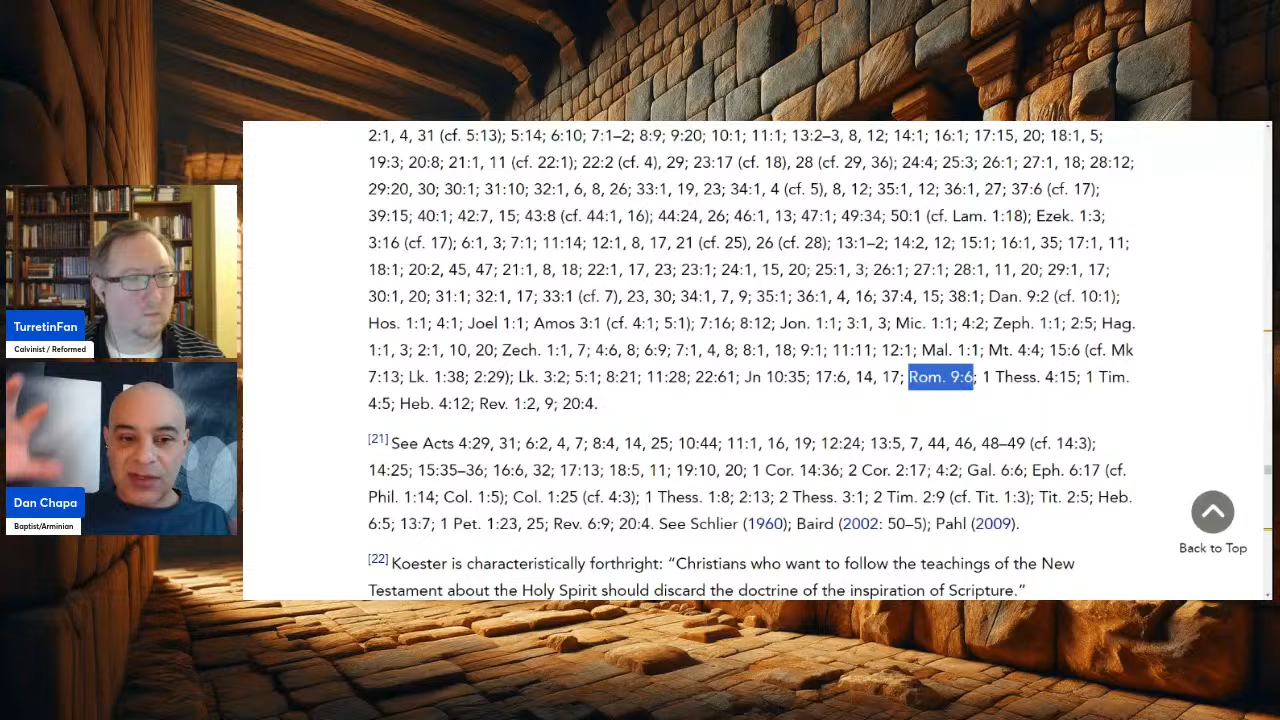 TurretinFan
Calvinist / Reformed
Dan Chapa
Baptist/Arminian
2:1, 4, 31 (cf. 5:13); 5:14; 6:10; 7:1–2; 8:9; 9:20; 10:1; 11:1; 13:2–3, 8, 12; 14:1; 16:1; 17:15, 20; 18:1, 5;
19:3; 20:8; 21:1, 11 (cf. 22:1); 22:2 (cf. 4), 29; 23:17 (cf. 18), 28 (cf. 29, 36); 24:4; 25:3; 26:1; 27:1, 18; 28:12;
29:20, 30; 30:1; 31:10; 32:1, 6, 8, 26; 33:1, 19, 23; 34:1, 4 (cf. 5), 8, 12; 35:1, 12; 36:1, 27; 37:6 (cf. 17);
39:15; 40:1; 42:7, 15; 43:8 (cf. 44:1, 16); 44:24, 26; 46:1, 13; 47:1; 49:34; 50:1 (cf. Lam. 1:18); Ezek. 1:3;
3:16 (cf. 17); 6:1, 3; 7:1; 11:14; 12:1, 8, 17, 21 (cf. 25), 26 (cf. 28); 13:1–2; 14:2, 12; 15:1; 16:1, 35; 17:1, 11;
18:1; 20:2, 45, 47; 21:1, 8, 18; 22:1, 17, 23; 23:1; 24:1, 15, 20; 25:1, 3; 26:1; 27:1; 28:1, 11, 20; 29:1, 17;
30:1, 20; 31:1; 32:1, 17; 33:1 (cf. 7), 23, 30; 34:1, 7, 9; 35:1; 36:1, 4, 16; 37:4, 15; 38:1; Dan. 9:2 (cf. 10:1);
Hos. 1:1; 4:1; Joel 1:1; Amos 3:1 (cf. 4:1; 5:1); 7:16; 8:12; Jon. 1:1; 3:1, 3; Mic. 1:1; 4:2; Zeph. 1:1; 2:5; Hag.
1:1, 3; 2:1, 10, 20; Zech. 1:1, 7; 4:6, 8; 6:9; 7:1, 4, 8; 8:1, 18; 9:1; 11:11; 12:1; Mal. 1:1; Mt. 4:4; 15:6 (cf. Mk
7:13; Lk. 1:38; 2:29); Lk. 3:2; 5:1; 8:21; 11:28; 22:61; Jn 10:35; 17:6, 14, 17; Rom. 9:6; 1 Thess. 4:15; 1 Tim.
4:5; Heb. 4:12; Rev. 1:2, 9; 20:4.
[21] See Acts 4:29, 31; 6:2, 4, 7; 8:4, 14, 25; 10:44; 11:1, 16, 19; 12:24; 13:5, 7, 44, 46, 48–49 (cf. 14:3);
14:25; 15:35–36; 16:6, 32; 17:13; 18:5, 11; 19:10, 20; 1 Cor. 14:36; 2 Cor. 2:17; 4:2; Gal. 6:6; Eph. 6:17 (cf.
Phil. 1:14; Col. 1:5); Col. 1:25 (cf. 4:3); 1 Thess. 1:8; 2:13; 2 Thess. 3:1; 2 Tim. 2:9 (cf. Tit. 1:3); Tit. 2:5; Heb.
6:5; 13:7; 1 Pet. 1:23, 25; Rev. 6:9; 20:4. See Schlier (1960); Baird (2002: 50–5); Pahl (2009).
[22] Koester is characteristically forthright: “Christians who want to follow the teachings of the New
Testament about the Holy Spirit should discard the doctrine of the inspiration of Scripture.”
Back to Top